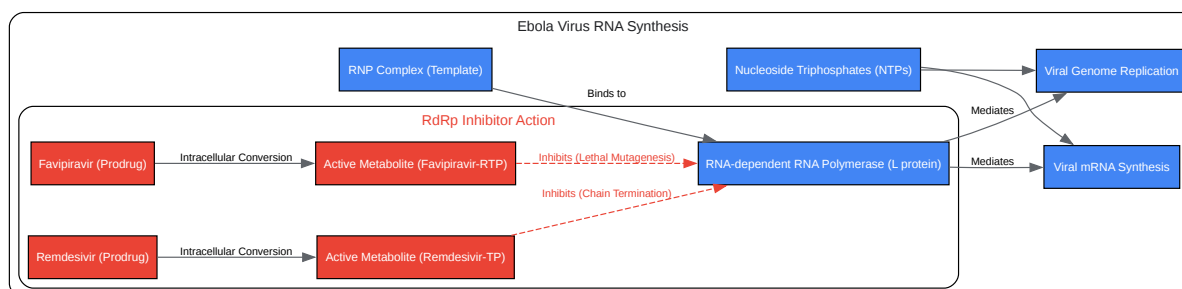 Ebola Virus RNA Synthesis
RNP Complex (Template)
Nucleoside Triphosphates (NTPs)
Viral Genome Replication
Binds to
Mediates
RdRp Inhibitor Action
Favipiravir (Prodrug)
Intracellular Conversion
Active Metabolite (Favipiravir-RTP)
Inhibits (Lethal Mutagenesis)
RNA-dependent RNA Polymerase (L protein)
Mediates
Viral mRNA Synthesis
Inhibits (Chain Termination)
Remdesivir (Prodrug)
Intracellular Conversion
Active Metabolite (Remdesivir-TP)